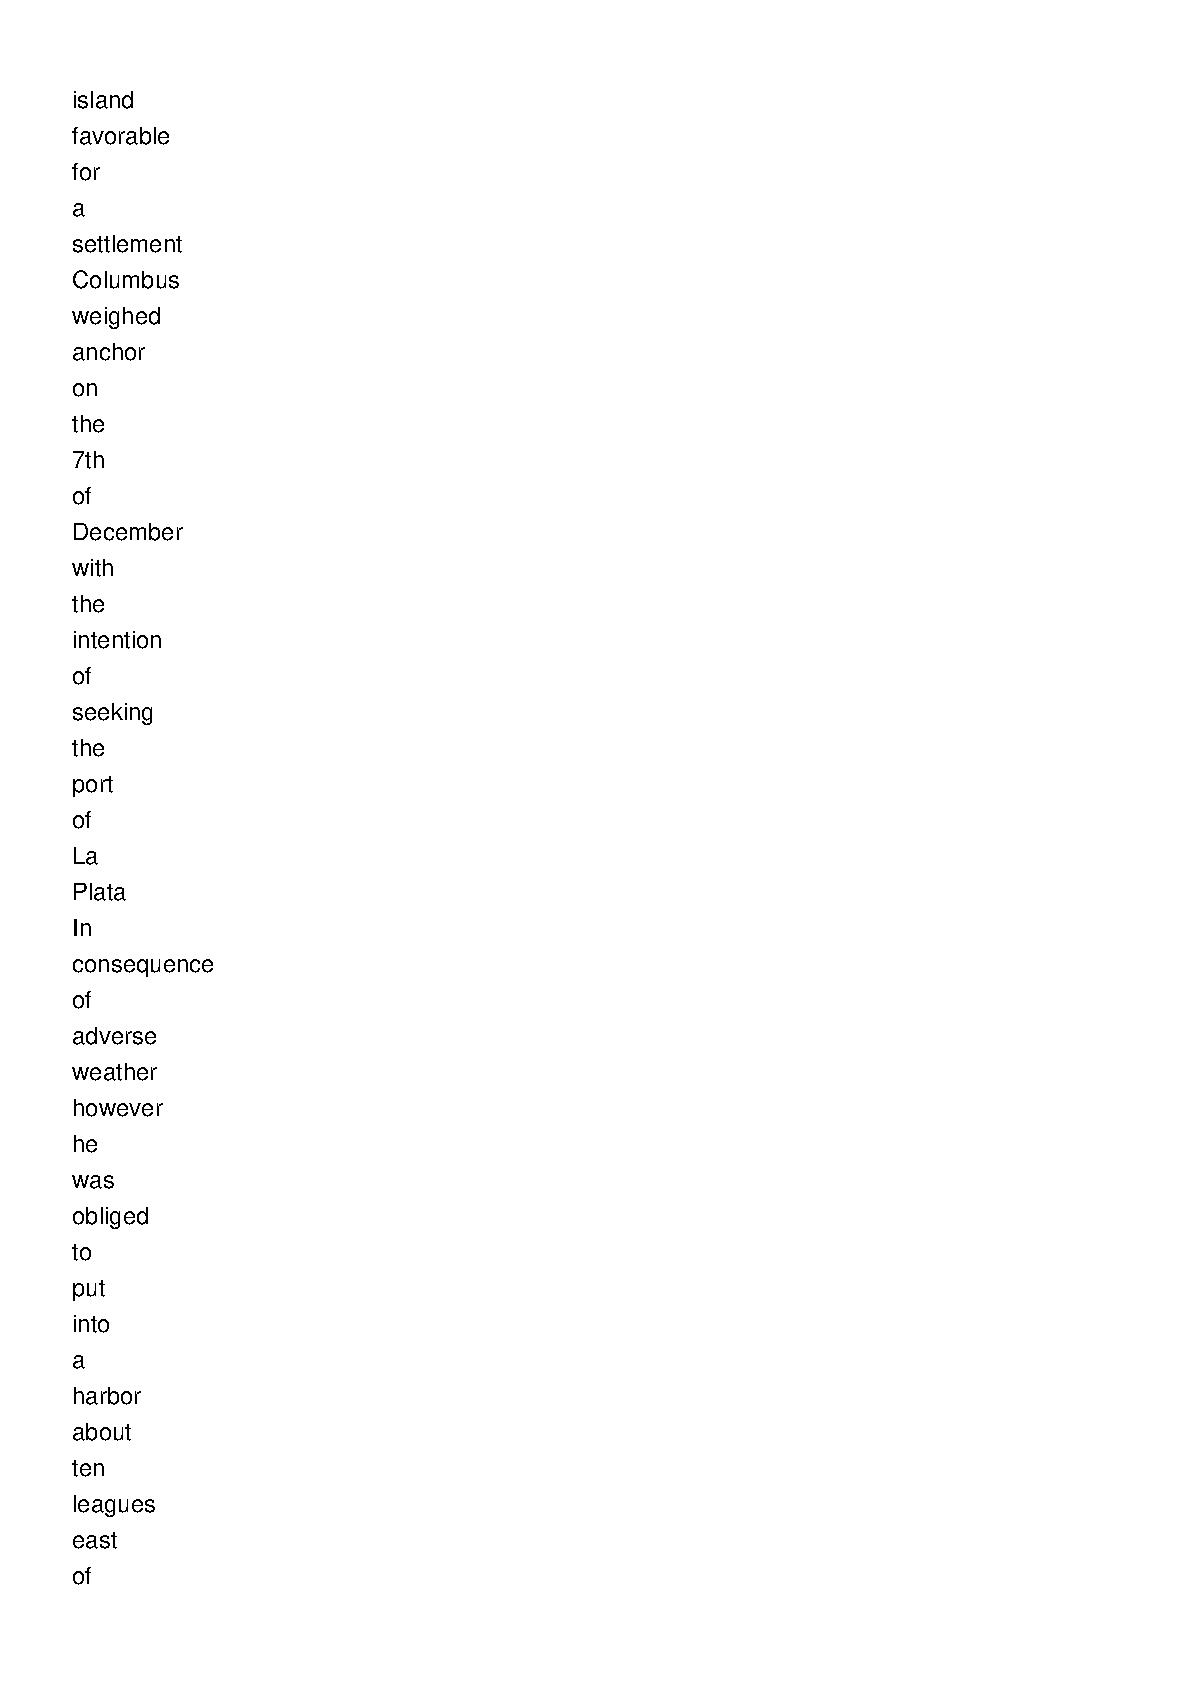 island
favorable
for
a
settlement
Columbus
weighed
anchor
on
the
7th
of
December
with
the
intention
of
seeking
the
port
of
La
Plata
In
consequence
of
adverse
weather
however
he
was
obliged
to
put
into
a
harbor
about
ten
leagues
east
of